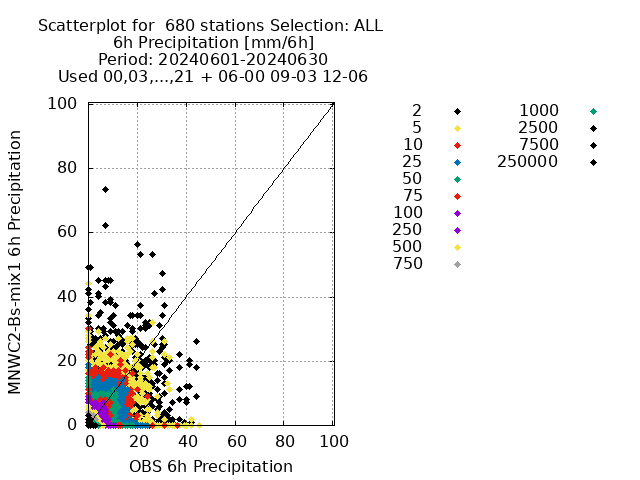 Scatterplot for  680 stations Selection: ALL
6h Precipitation [mm/6h]
Period: 20240601-20240630
Used 00,03,...,21 + 06-00 09-03 12-06
MNWC2-Bs-mix1 6h Precipitation
100
80
60
40
20
0
0 20 40 60 80 100
OBS 6h Precipitation
2
5
10
25
50
75
100
250
500
750
1000
2500
7500
250000